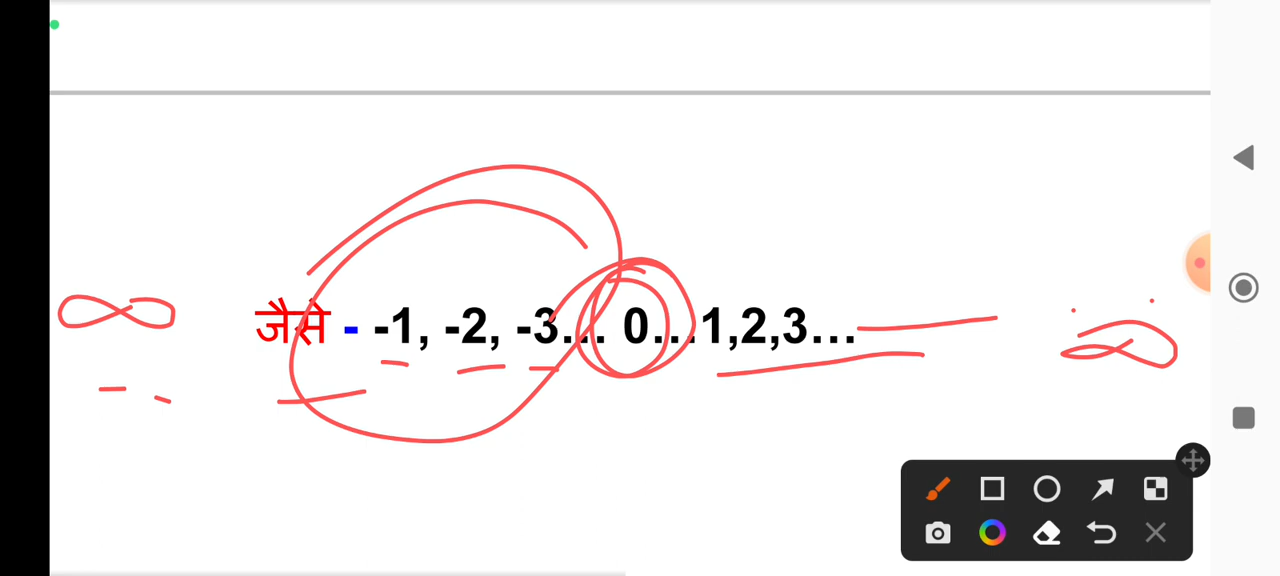 ∞ जैसे - -1, -2, -3... 0...1,2,3... ∞